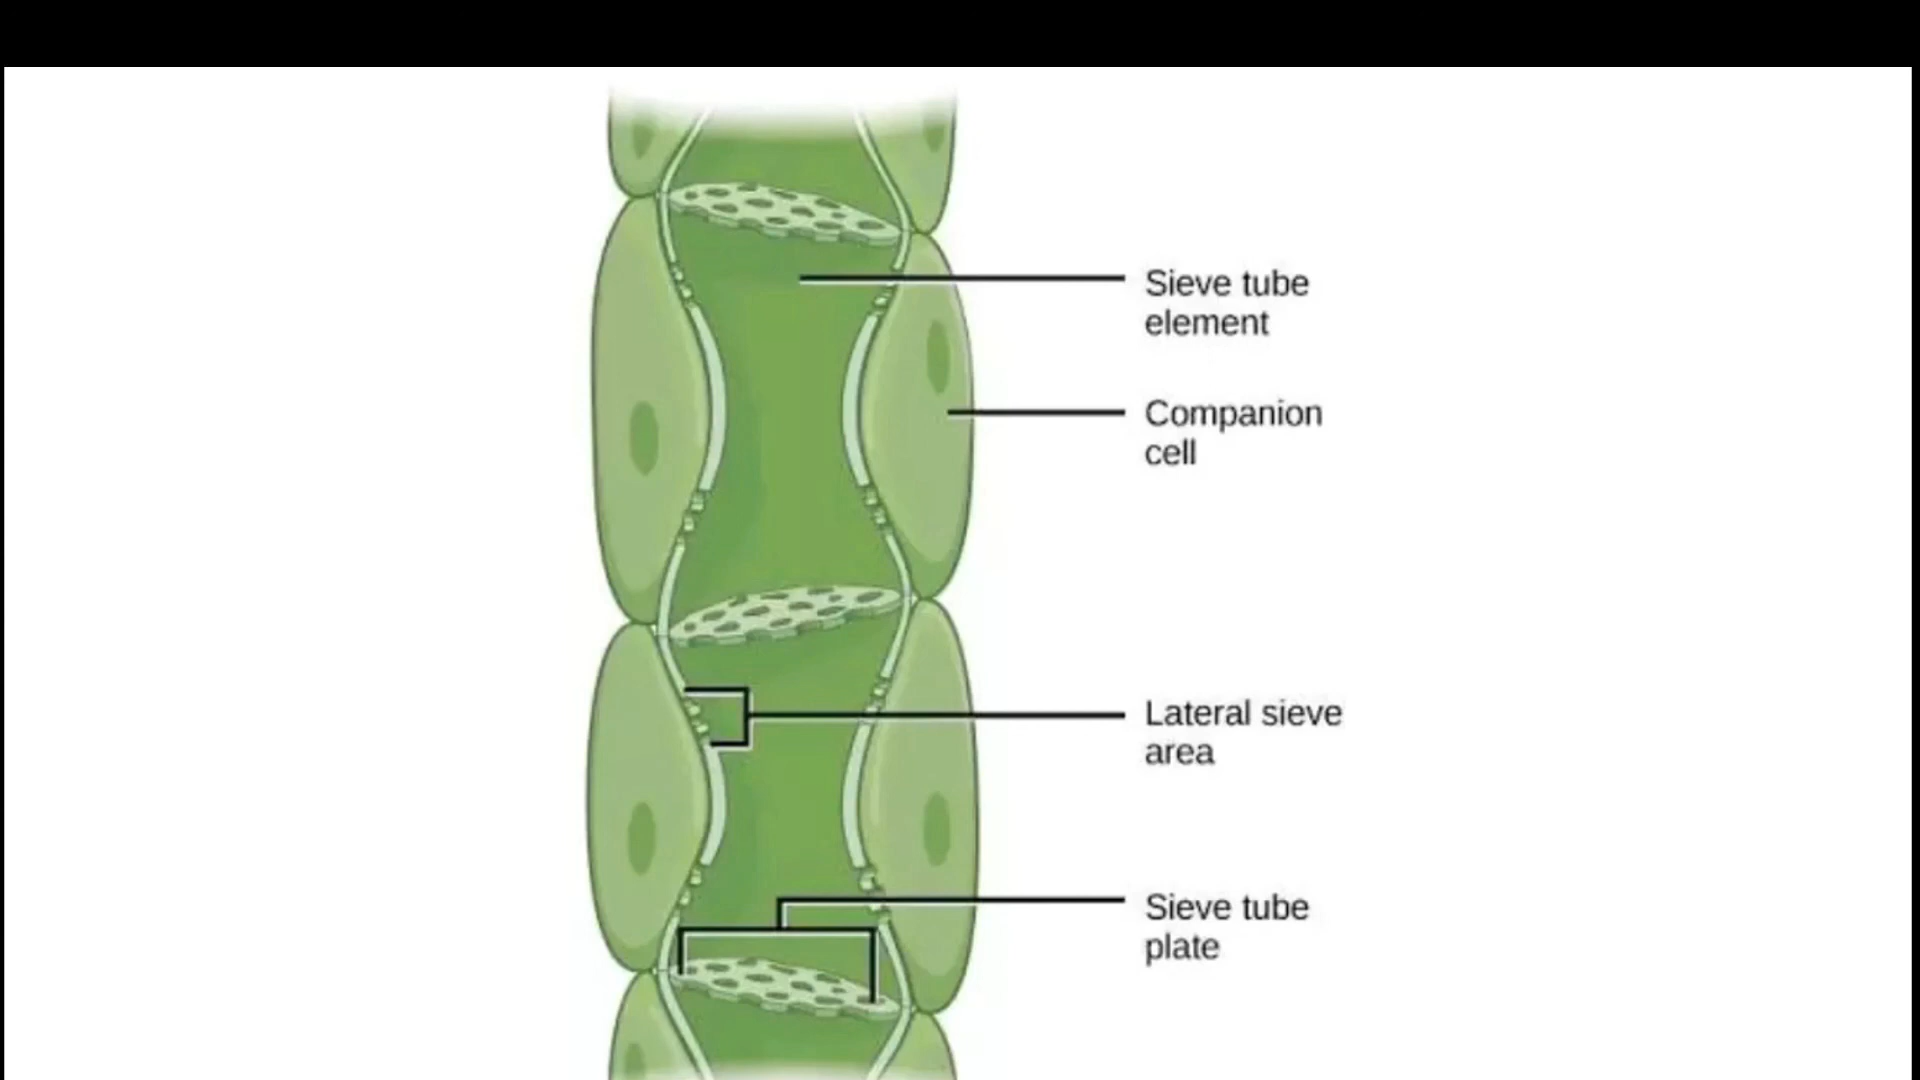 Sieve tube
element
Companion
cell
Lateral sieve
area
Sieve tube
plate